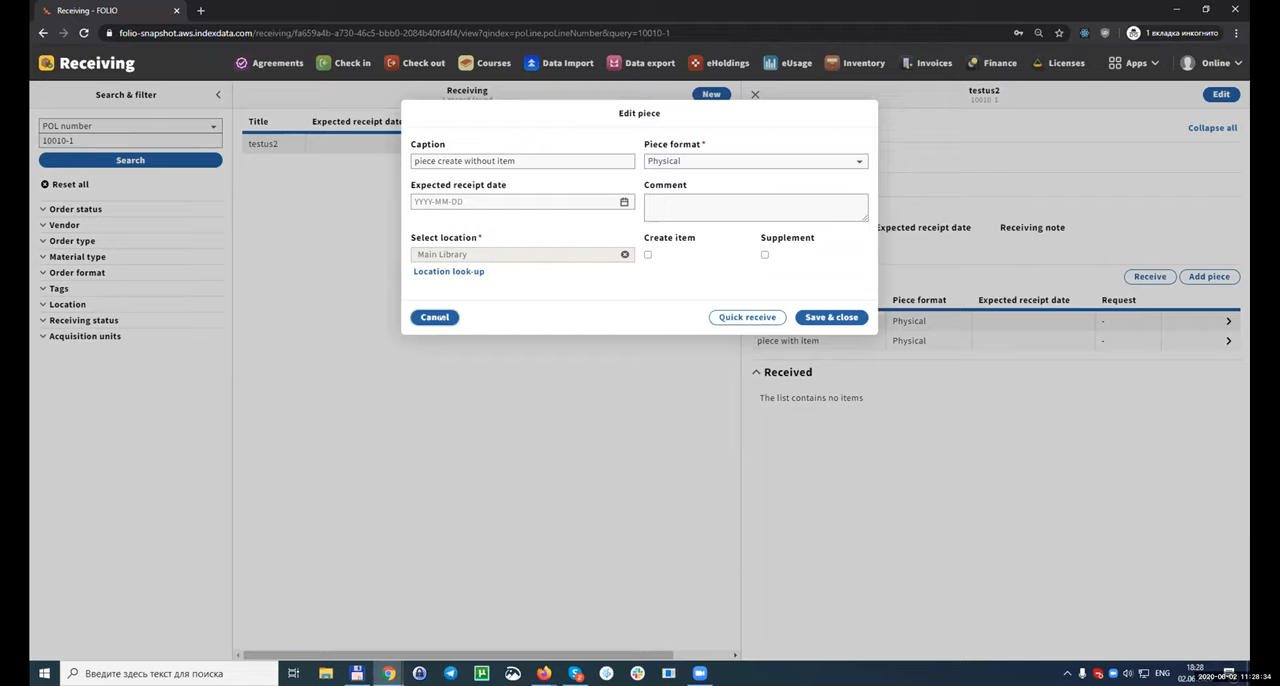 Receiving - FOLIO
folio-snapshot.aws.indexdata.com/receiving/fa659a4b-a730-46c5-bbb0-2084b40fd4f4/view?qindex=poLine.poLineNumber&query=10010-1
1 вкладка инкогнито
Receiving
Agreements
Check in
Check out
Courses
Data Import
Data export
eHoldings
eUsage
Inventory
Invoices
Finance
Licenses
Apps
Online
Search & filter
Receiving
New
testus2
10010-1
Edit
POL number
10010-1
Search
Reset all
Order status
Vendor
Order type
Material type
Order format
Tags
Location
Receiving status
Acquisition units
Title
Expected receipt date
testus2
Edit piece
Caption
piece create without item
Piece format*
Physical
Expected receipt date
YYYY-MM-DD
Comment
Select location*
Main Library
Location look-up
Create item
Supplement
Cancel
Quick receive
Save & close
Collapse all
Expected receipt date
Receiving note
Receive
Add piece
Piece format
Expected receipt date
Request
Physical
-
piece with item
Physical
-
Received
The list contains no items
Введите здесь текст для поиска
ENG
18:28
02.06
2020-06-02 11:28:34